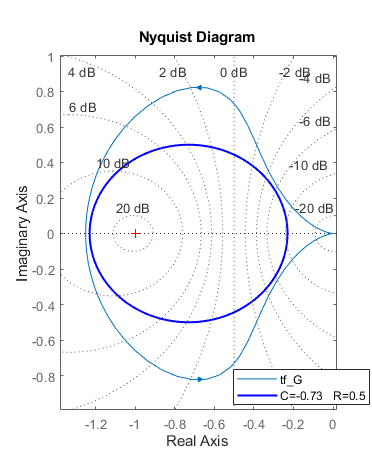 Nyquist Diagram
1
4 dB
2 dB
0 dB
-2 dB
-4 dB
0.8
6 dB
-6 dB
0.6
0.4
10 dB
-10 dB
0.2
20 dB
-20 dB
0
-0.2
-0.4
-0.6
-0.8
Imaginary Axis
tf_G
C=-0.73 R=0.5
-1.2
-1
-0.8
-0.6
-0.4
-0.2
0
Real Axis